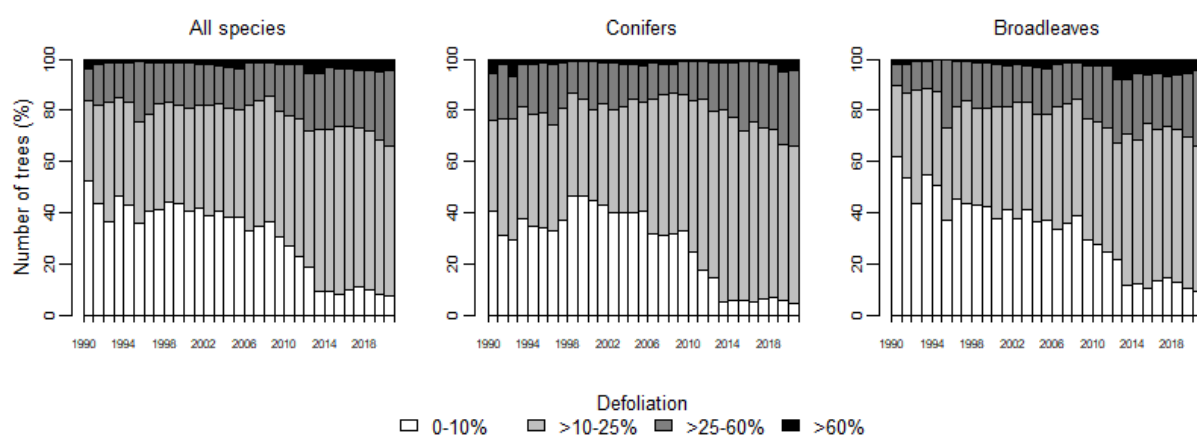 All species
Conifers
Broadleaves
Number of trees (%)
0 20 40 60 80 100
0 20 40 60 80 100
0 20 40 60 80 100
1990 1994 1998 2002 2006 2010 2014 2018
1990 1994 1998 2002 2006 2010 2014 2018
1990 1994 1998 2002 2006 2010 2014 2018
Defoliation
0-10% >10-25% >25-60% >60%